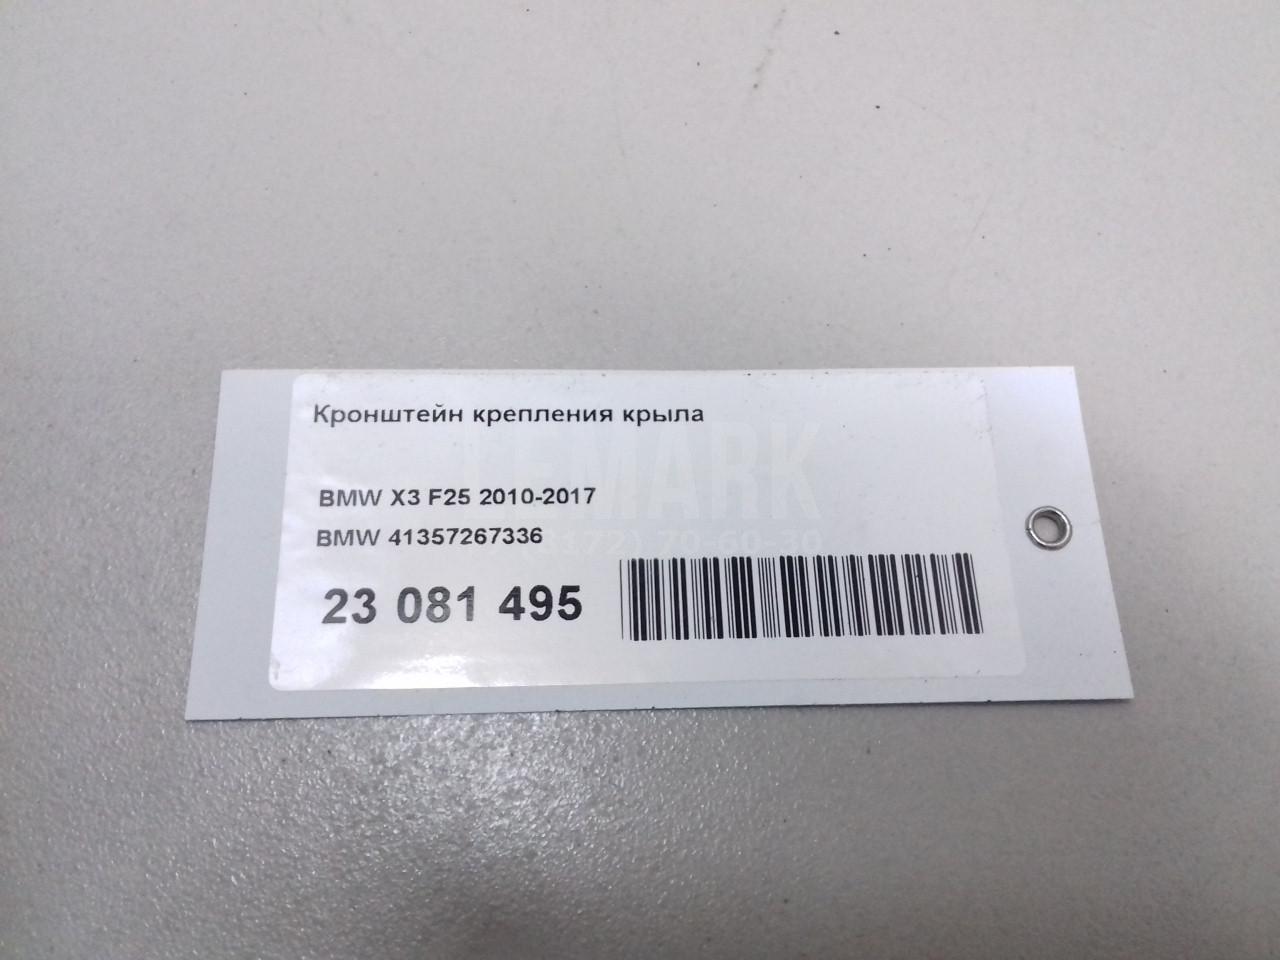 Кронштейн крепления крыла
BMW X3 F25 2010-2017
BMW 41357267336
23 081 495